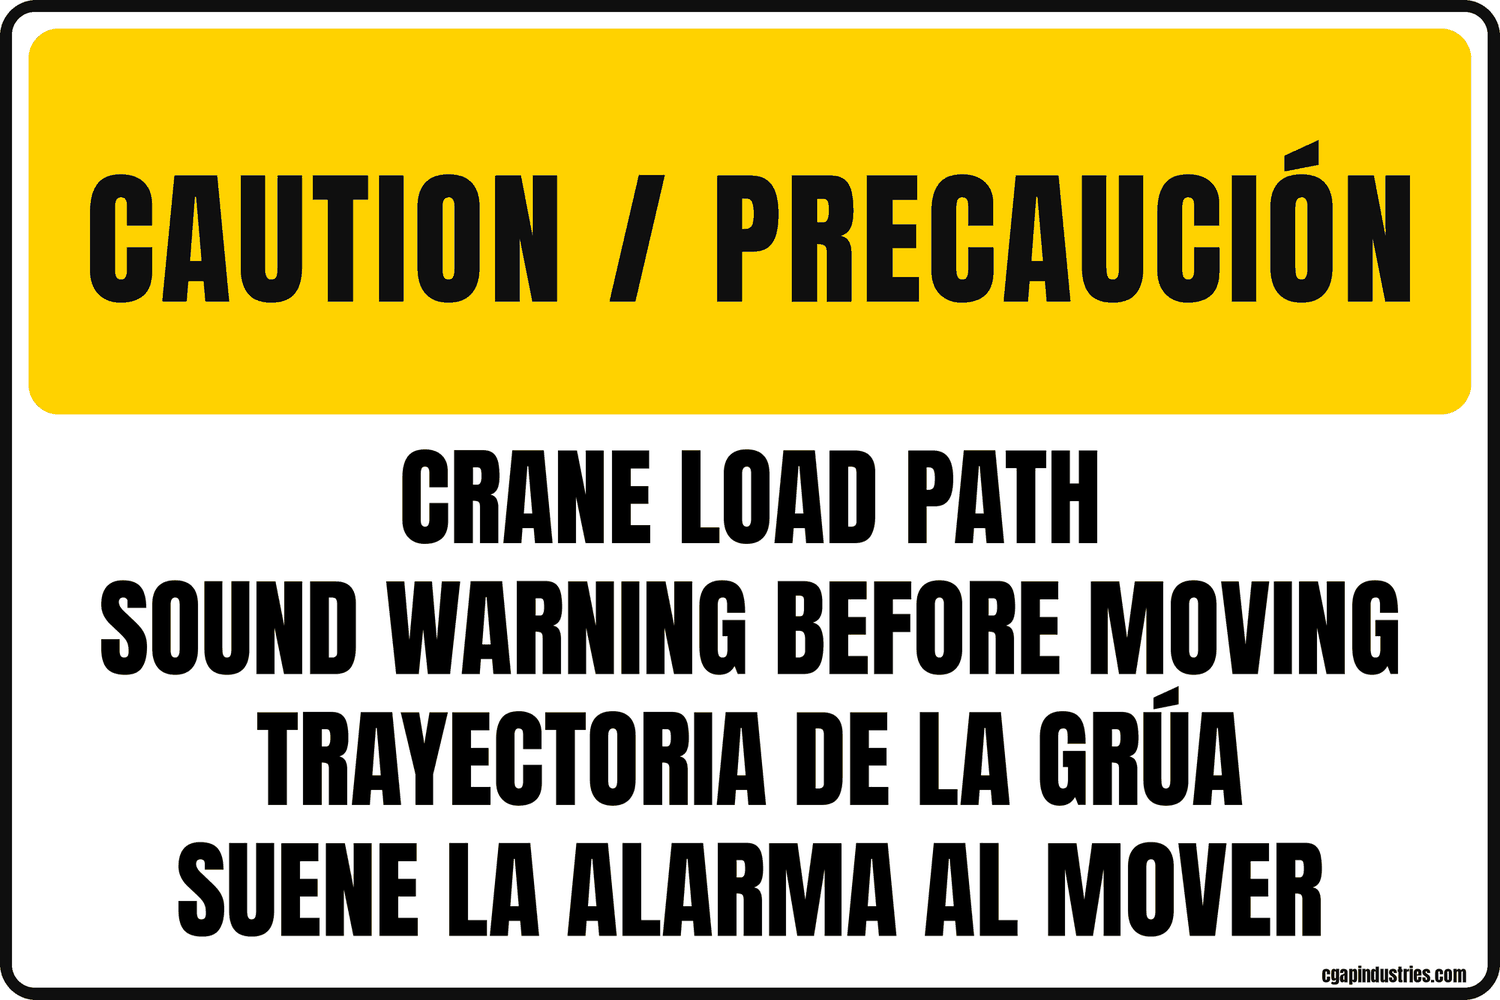 CAUTION / PRECAUCIÓN
CRANE LOAD PATH
SOUND WARNING BEFORE MOVING
TRAYECTORIA DE LA GRÚA
SUENE LA ALARMA AL MOVER
cgapindustries.com